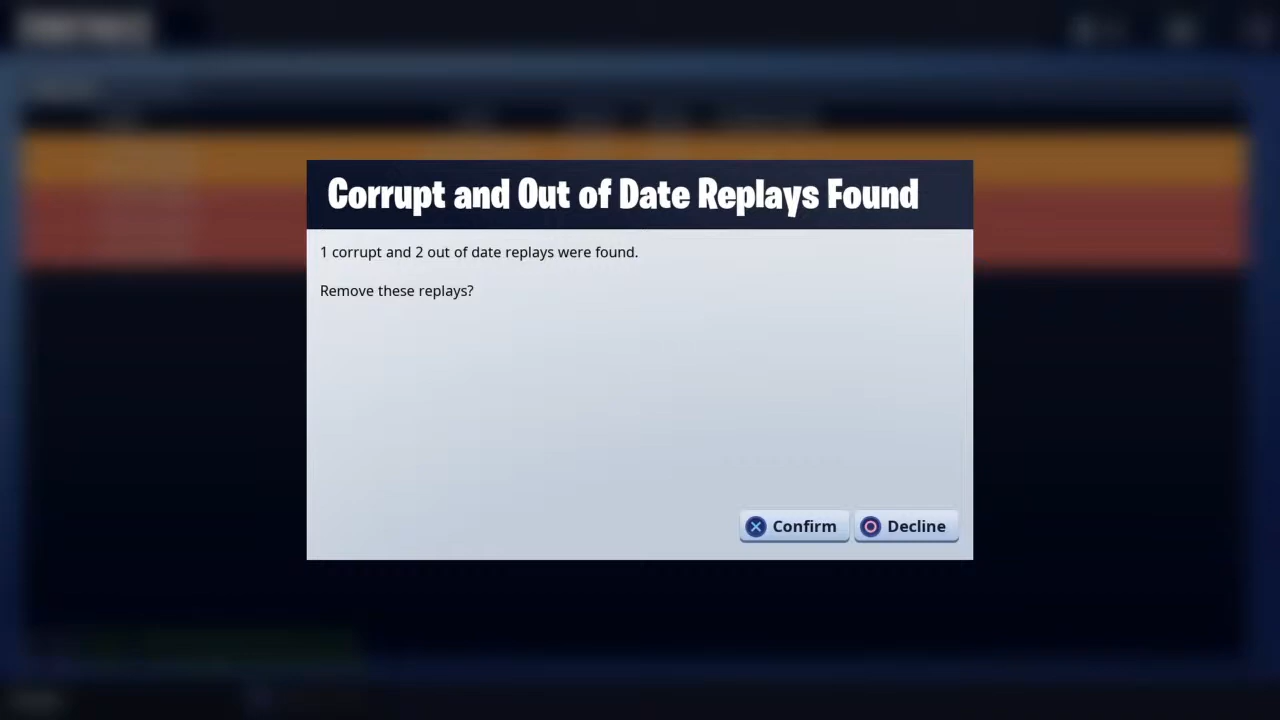 Corrupt and Out of Date Replays Found
1 corrupt and 2 out of date replays were found.
Remove these replays?
Confirm
Decline